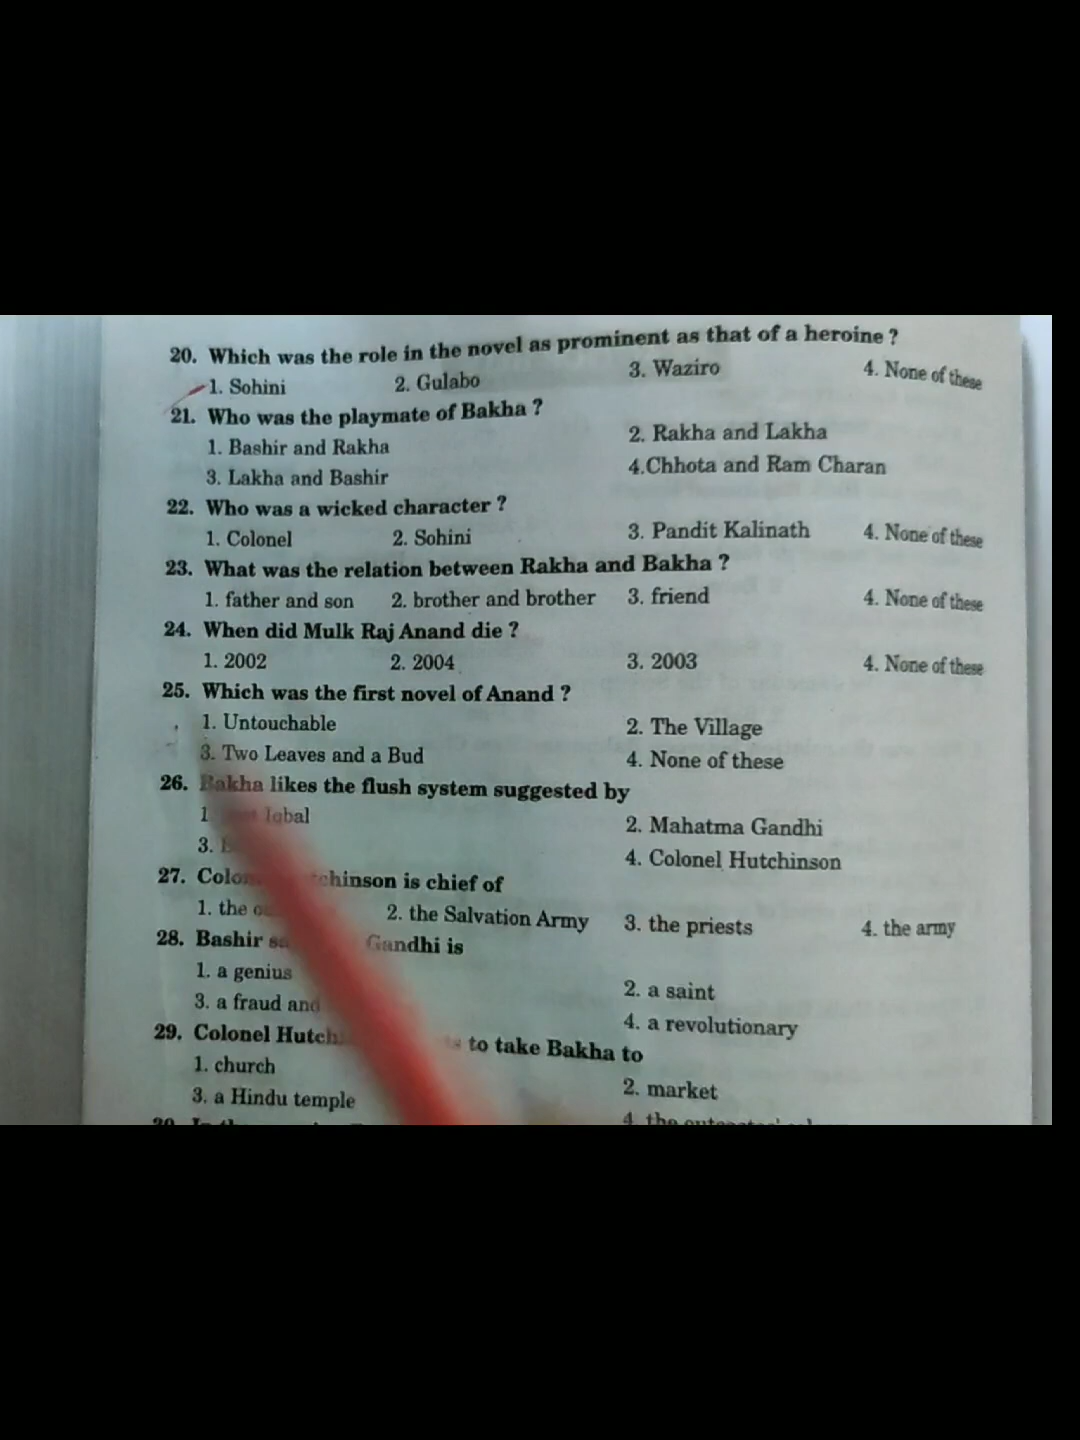 20. Which was the role in the novel as prominent as that of a heroine ?
1. Sohini 2. Gulabo 3. Waziro 4. None of these
21. Who was the playmate of Bakha ?
1. Bashir and Rakha 2. Rakha and Lakha
3. Lakha and Bashir 4.Chhota and Ram Charan
22. Who was a wicked character ?
1. Colonel 2. Sohini 3. Pandit Kalinath 4. None of these
23. What was the relation between Rakha and Bakha ?
1. father and son 2. brother and brother 3. friend 4. None of these
24. When did Mulk Raj Anand die ?
1. 2002 2. 2004 3. 2003 4. None of these
25. Which was the first novel of Anand ?
1. Untouchable 2. The Village
3. Two Leaves and a Bud 4. None of these
26. Bakha likes the flush system suggested by
1. Iqbal 2. Mahatma Gandhi
3. 4. Colonel Hutchinson
27. is chief of
1. the 2. the Salvation Army 3. the priests 4. the army
28. Bashir Gandhi is
1. a genius 2. a saint
3. a fraud and 4. a revolutionary
29. Colonel to take Bakha to
1. church 2. market
3. a Hindu temple
4. the